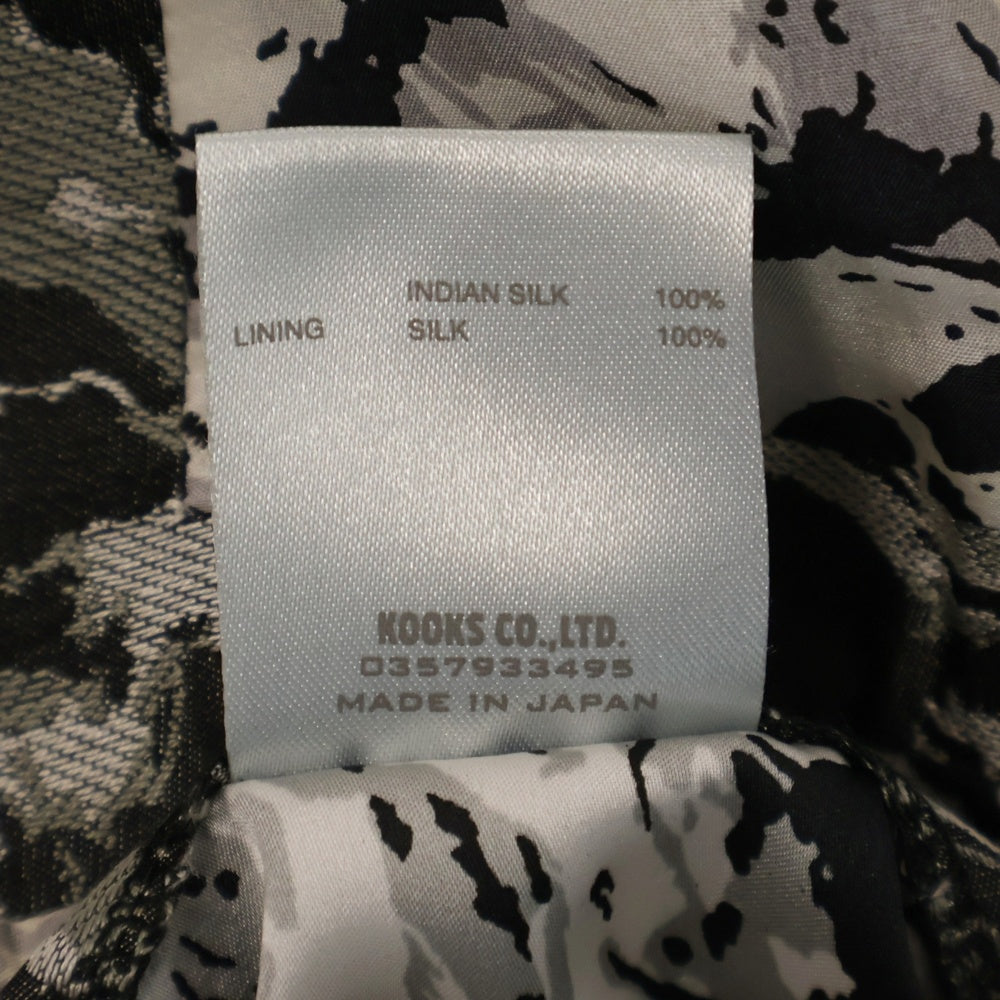 INDIAN SILK 100%
LINING SILK 100%
KOOKS CO.,LTD.
0357933495
MADE IN JAPAN